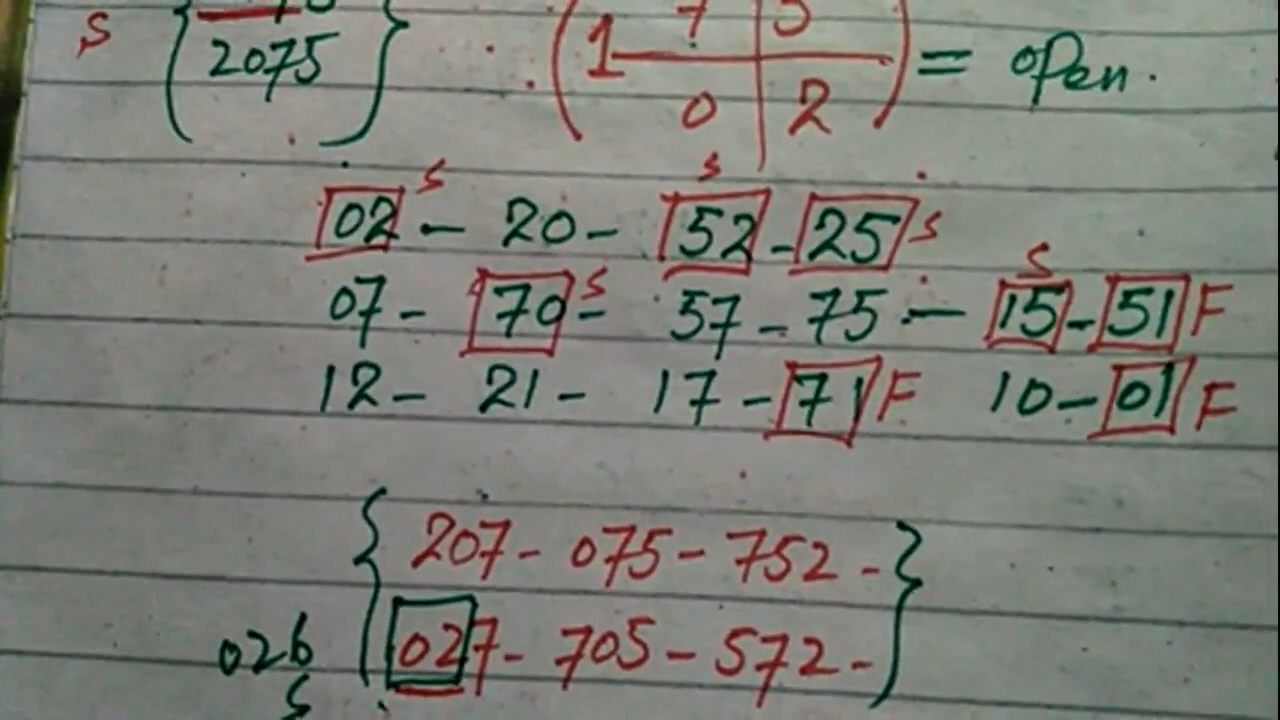 S { 2075 } ( 1 7 5 ) = open.
0 2
02 S - 20 - 52 S - 25 S
07 - 70 S = 57 - 75 - 15 S - 51 F
12 - 21 - 17 - 71 F 10 - 01 F
{ 207 - 075 - 752 - }
026 { 027 - 705 - 572 - }
S